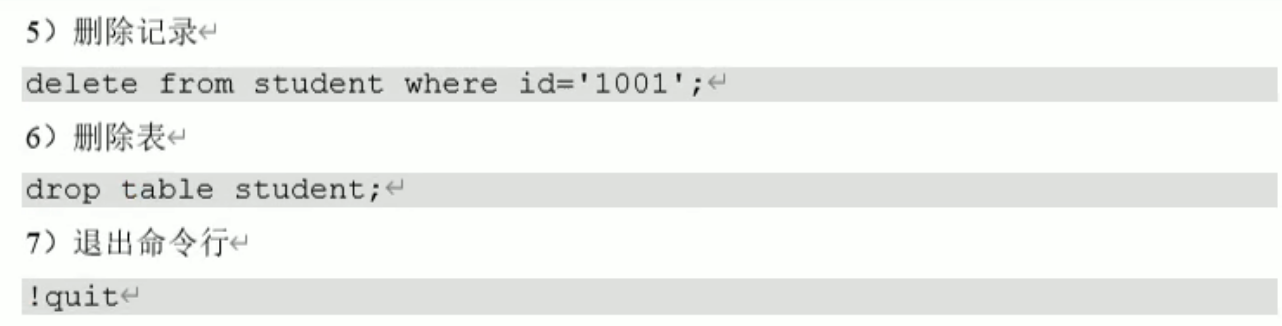 5）删除记录↵
delete from student where id='1001';↵
6）删除表↵
drop table student;↵
7）退出命令行↵
!quit↵